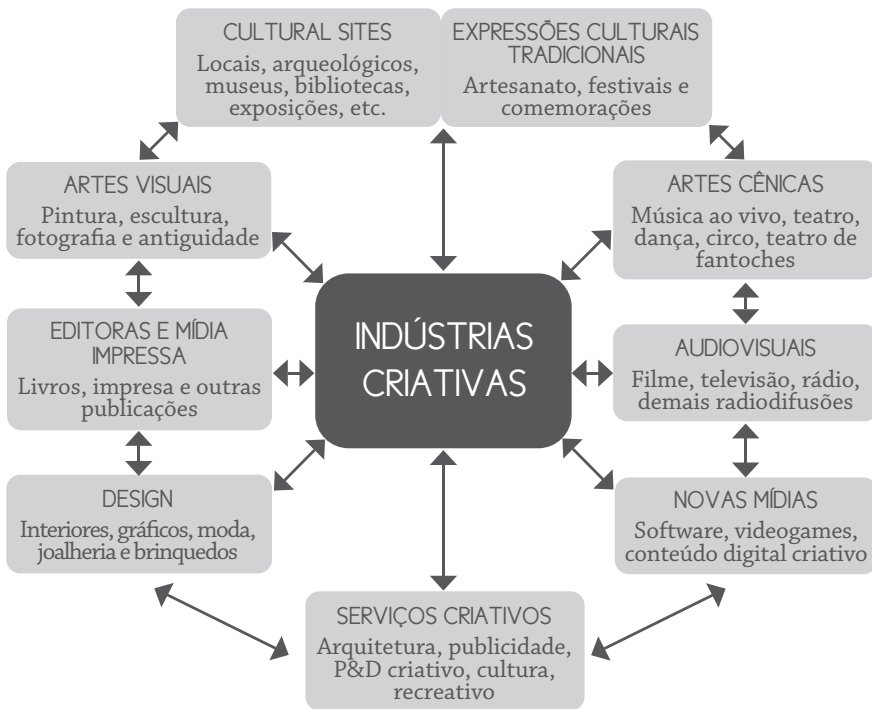 CULTURAL SITES
Locais, arqueológicos,
museus, bibliotecas,
exposições, etc.
EXPRESSÕES CULTURAIS
TRADICIONAIS
Artesanato, festivais e
comemorações
ARTES VISUAIS
Pintura, escultura,
fotografia e antiguidade
ARTES CÊNICAS
Música ao vivo, teatro,
dança, circo, teatro de
fantoches
EDITORAS E MÍDIA
IMPRESSA
Livros, impresa e outras
publicações
INDÚSTRIAS
CRIATIVAS
AUDIOVISUAIS
Filme, televisão, rádio,
demais radiodifusões
DESIGN
Interiores, gráficos, moda,
joalheria e brinquedos
NOVAS MÍDIAS
Software, videogames,
conteúdo digital criativo
SERVIÇOS CRIATIVOS
Arquitetura, publicidade,
P&D criativo, cultura,
recreativo